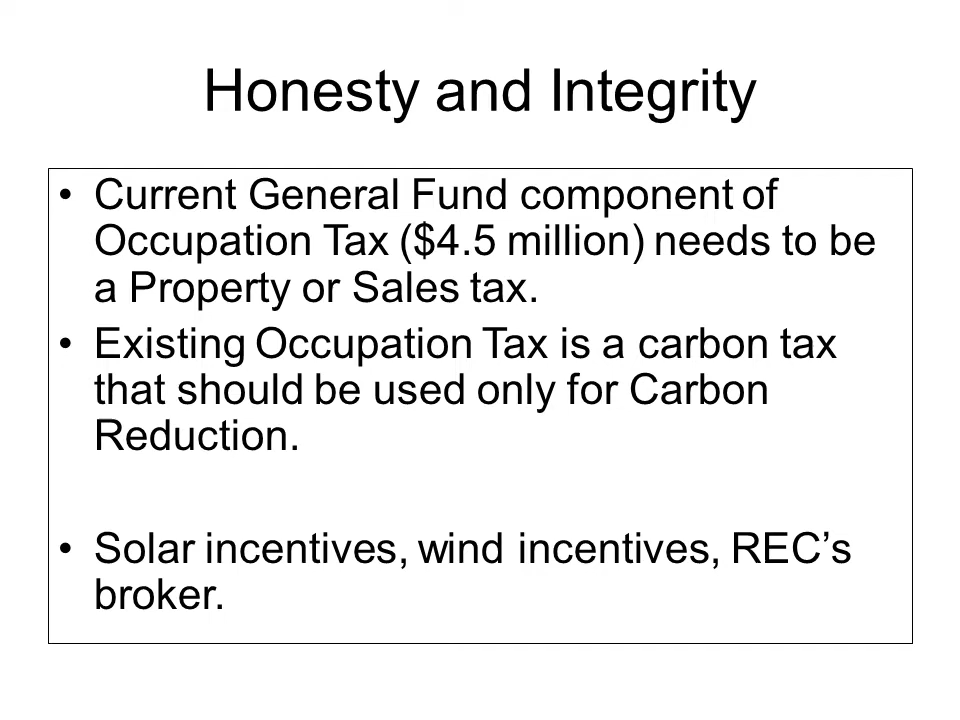 Honesty and Integrity
• Current General Fund component of
Occupation Tax ($4.5 million) needs to be
a Property or Sales tax.
• Existing Occupation Tax is a carbon tax
that should be used only for Carbon
Reduction.
• Solar incentives, wind incentives, REC’s
broker.